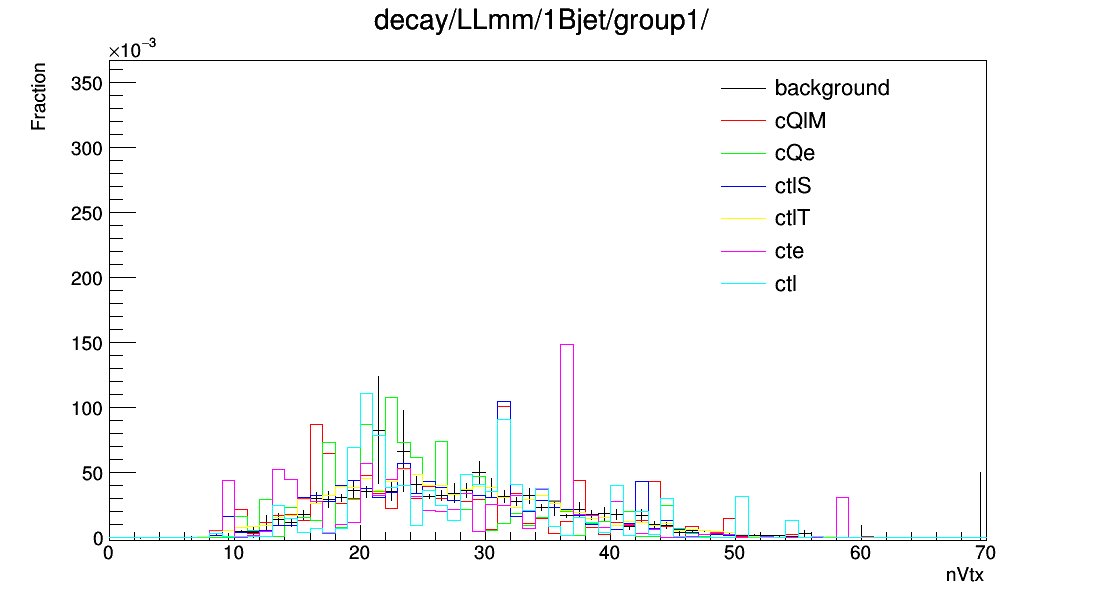 decay/LLmm/1Bjet/group1/
×10⁻³
Fraction
350
300
250
200
150
100
50
0
background
cQlM
cQe
ctlS
ctlT
cte
ctl
0 10 20 30 40 50 60 70
nVtx